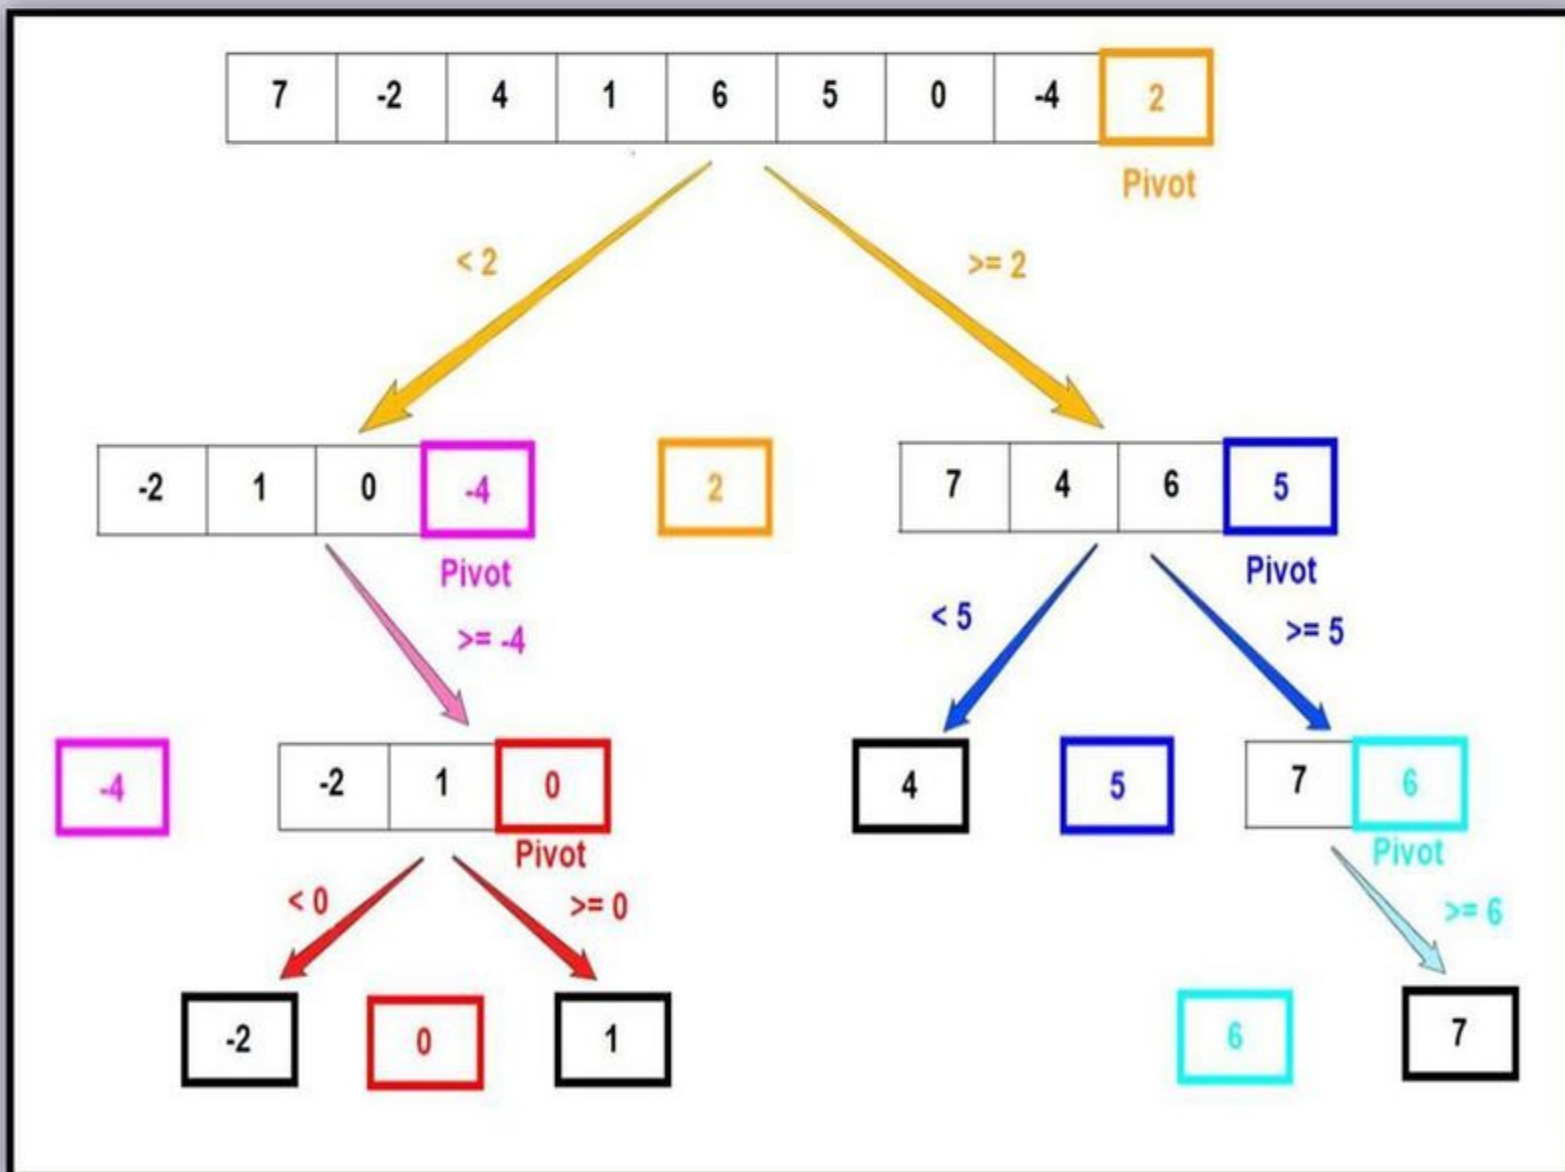 7 -2 4 1 6 5 0 -4 2
Pivot
< 2 >= 2
-2 1 0 -4 2 7 4 6 5
Pivot Pivot
>= -4 < 5 >= 5
-4 -2 1 0 4 5 7 6
Pivot Pivot
< 0 >= 0 >= 6
-2 0 1 6 7